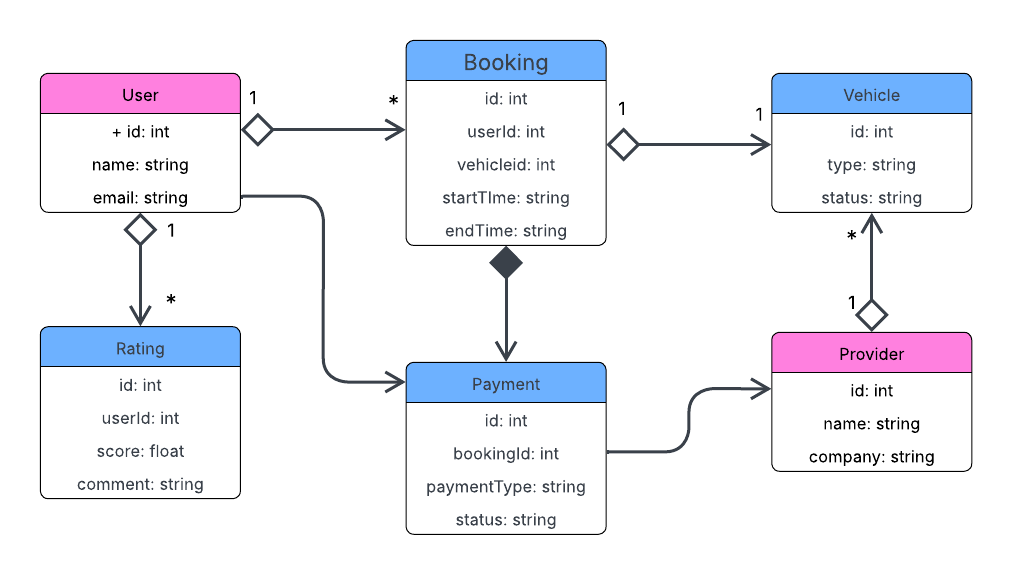 User
+ id: int
name: string
email: string
1
*
Booking
id: int
userId: int
vehicleid: int
startTIme: string
endTime: string
1
1
Vehicle
id: int
type: string
status: string
1
*
Rating
id: int
userId: int
score: float
comment: string
Payment
id: int
bookingId: int
paymentType: string
status: string
*
1
Provider
id: int
name: string
company: string